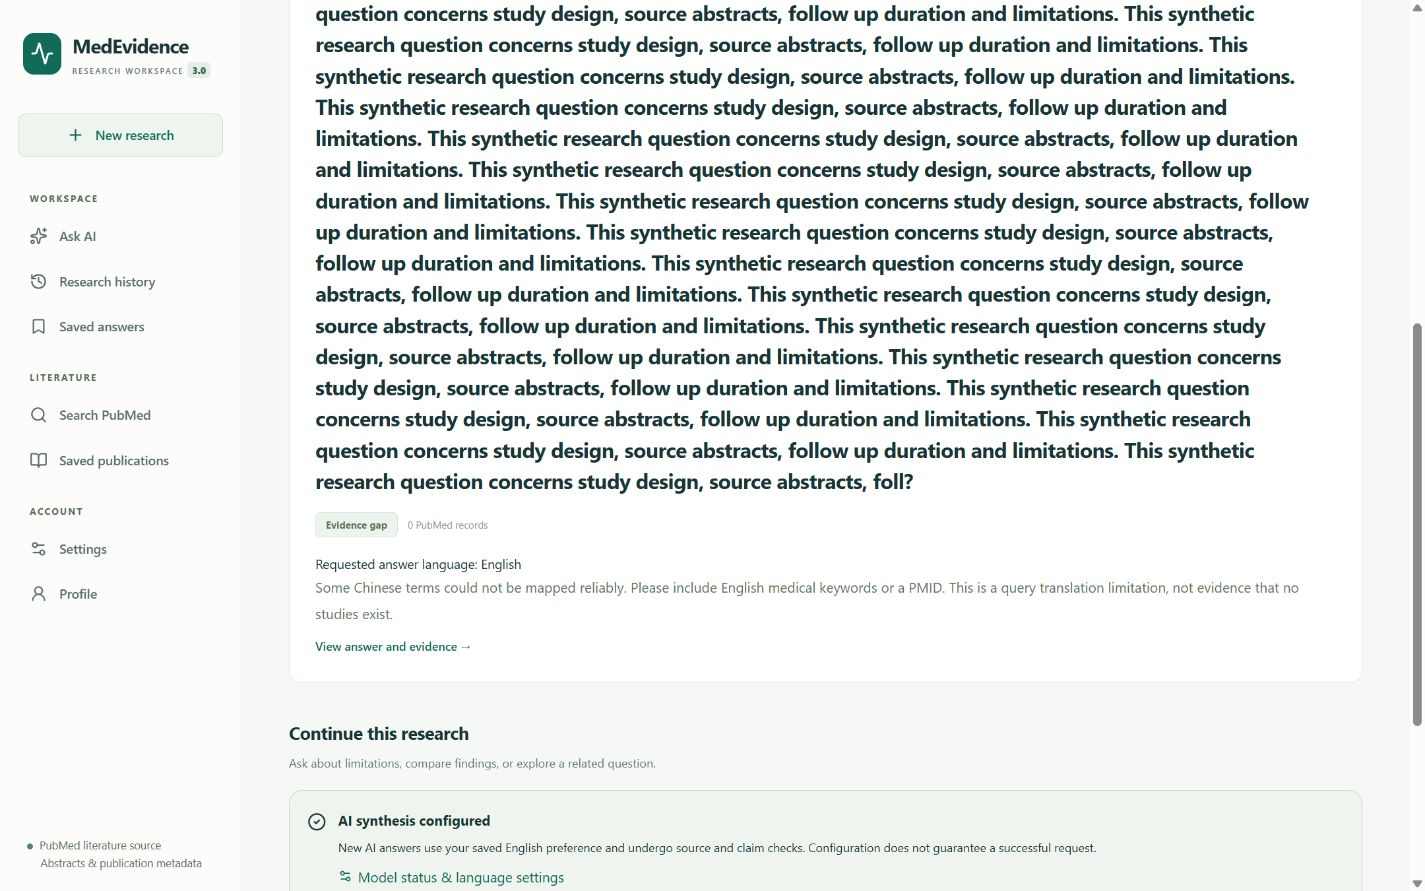 MedEvidence
RESEARCH WORKSPACE 3.0
New research
WORKSPACE
Ask AI
Research history
Saved answers
LITERATURE
Search PubMed
Saved publications
ACCOUNT
Settings
Profile
PubMed literature source
Abstracts & publication metadata
question concerns study design, source abstracts, follow up duration and limitations. This synthetic
research question concerns study design, source abstracts, follow up duration and limitations. This
synthetic research question concerns study design, source abstracts, follow up duration and limitations.
This synthetic research question concerns study design, source abstracts, follow up duration and
limitations. This synthetic research question concerns study design, source abstracts, follow up duration
and limitations. This synthetic research question concerns study design, source abstracts, follow up
duration and limitations. This synthetic research question concerns study design, source abstracts, follow
up duration and limitations. This synthetic research question concerns study design, source abstracts,
follow up duration and limitations. This synthetic research question concerns study design, source
abstracts, follow up duration and limitations. This synthetic research question concerns study design,
source abstracts, follow up duration and limitations. This synthetic research question concerns study
design, source abstracts, follow up duration and limitations. This synthetic research question concerns
study design, source abstracts, follow up duration and limitations. This synthetic research question
concerns study design, source abstracts, follow up duration and limitations. This synthetic research
question concerns study design, source abstracts, follow up duration and limitations. This synthetic
research question concerns study design, source abstracts, foll?
Evidence gap 0 PubMed records
Requested answer language: English
Some Chinese terms could not be mapped reliably. Please include English medical keywords or a PMID. This is a query translation limitation, not evidence that no
studies exist.
View answer and evidence →
Continue this research
Ask about limitations, compare findings, or explore a related question.
AI synthesis configured
New AI answers use your saved English preference and undergo source and claim checks. Configuration does not guarantee a successful request.
Model status & language settings